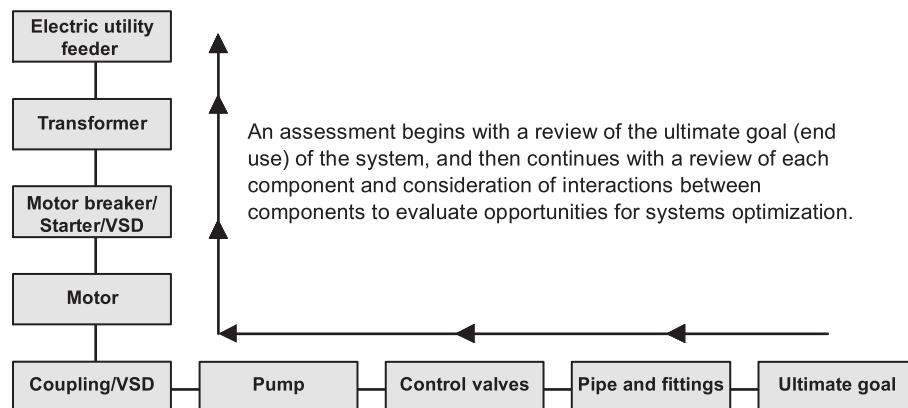 Electric utility
feeder
Transformer
An assessment begins with a review of the ultimate goal (end
use) of the system, and then continues with a review of each
component and consideration of interactions between
components to evaluate opportunities for systems optimization.
Motor breaker/
Starter/VSD
Motor
Coupling/VSD
Pump
Control valves
Pipe and fittings
Ultimate goal